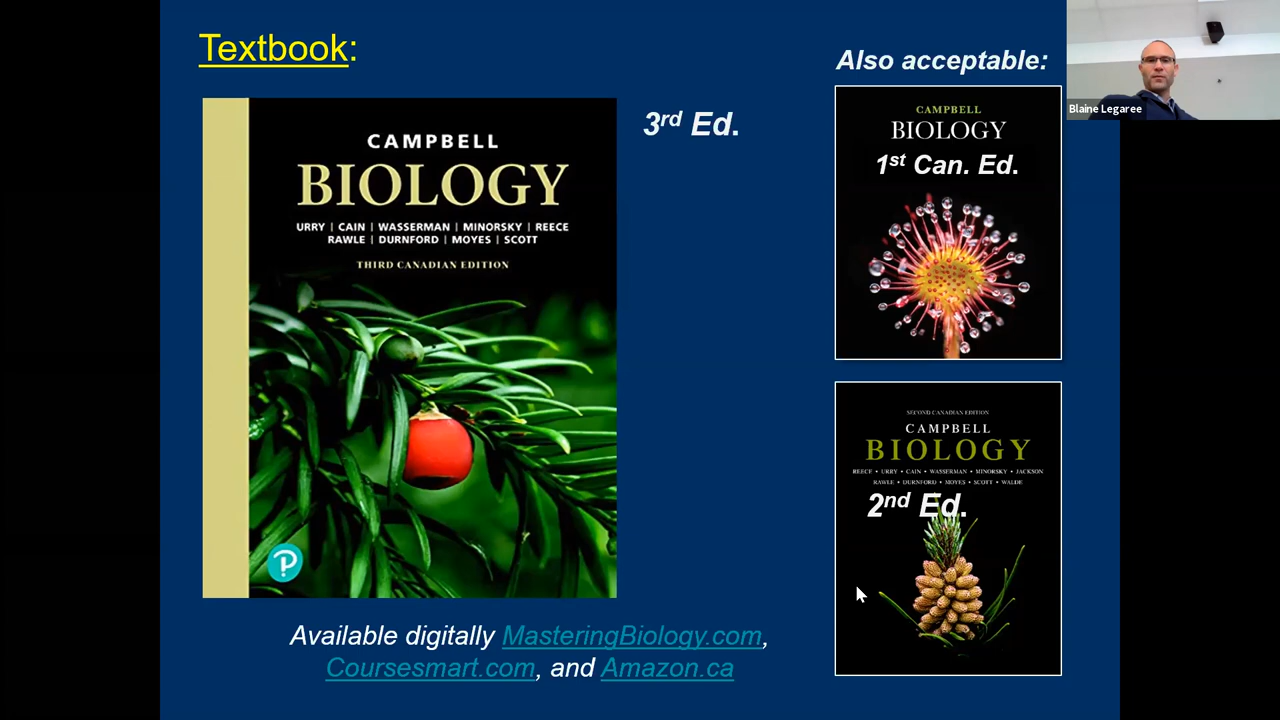 Textbook:
CAMPBELL
BIOLOGY
URRY | CAIN | WASSERMAN | MINORSKY | REECE
RAWLE | DURNFORD | MOYES | SCOTT
THIRD CANADIAN EDITION
P
3rd Ed.
Also acceptable:
CAMPBELL
BIOLOGY
1st Can. Ed.
SECOND CANADIAN EDITION
CAMPBELL
BIOLOGY
REECE • URRY • CAIN • WASSERMAN • MINORSKY • JACKSON
RAWLE • DURNFORD • MOYES • SCOTT • WALDE
2nd Ed.
Available digitally MasteringBiology.com,
Coursesmart.com, and Amazon.ca
Blaine Legaree